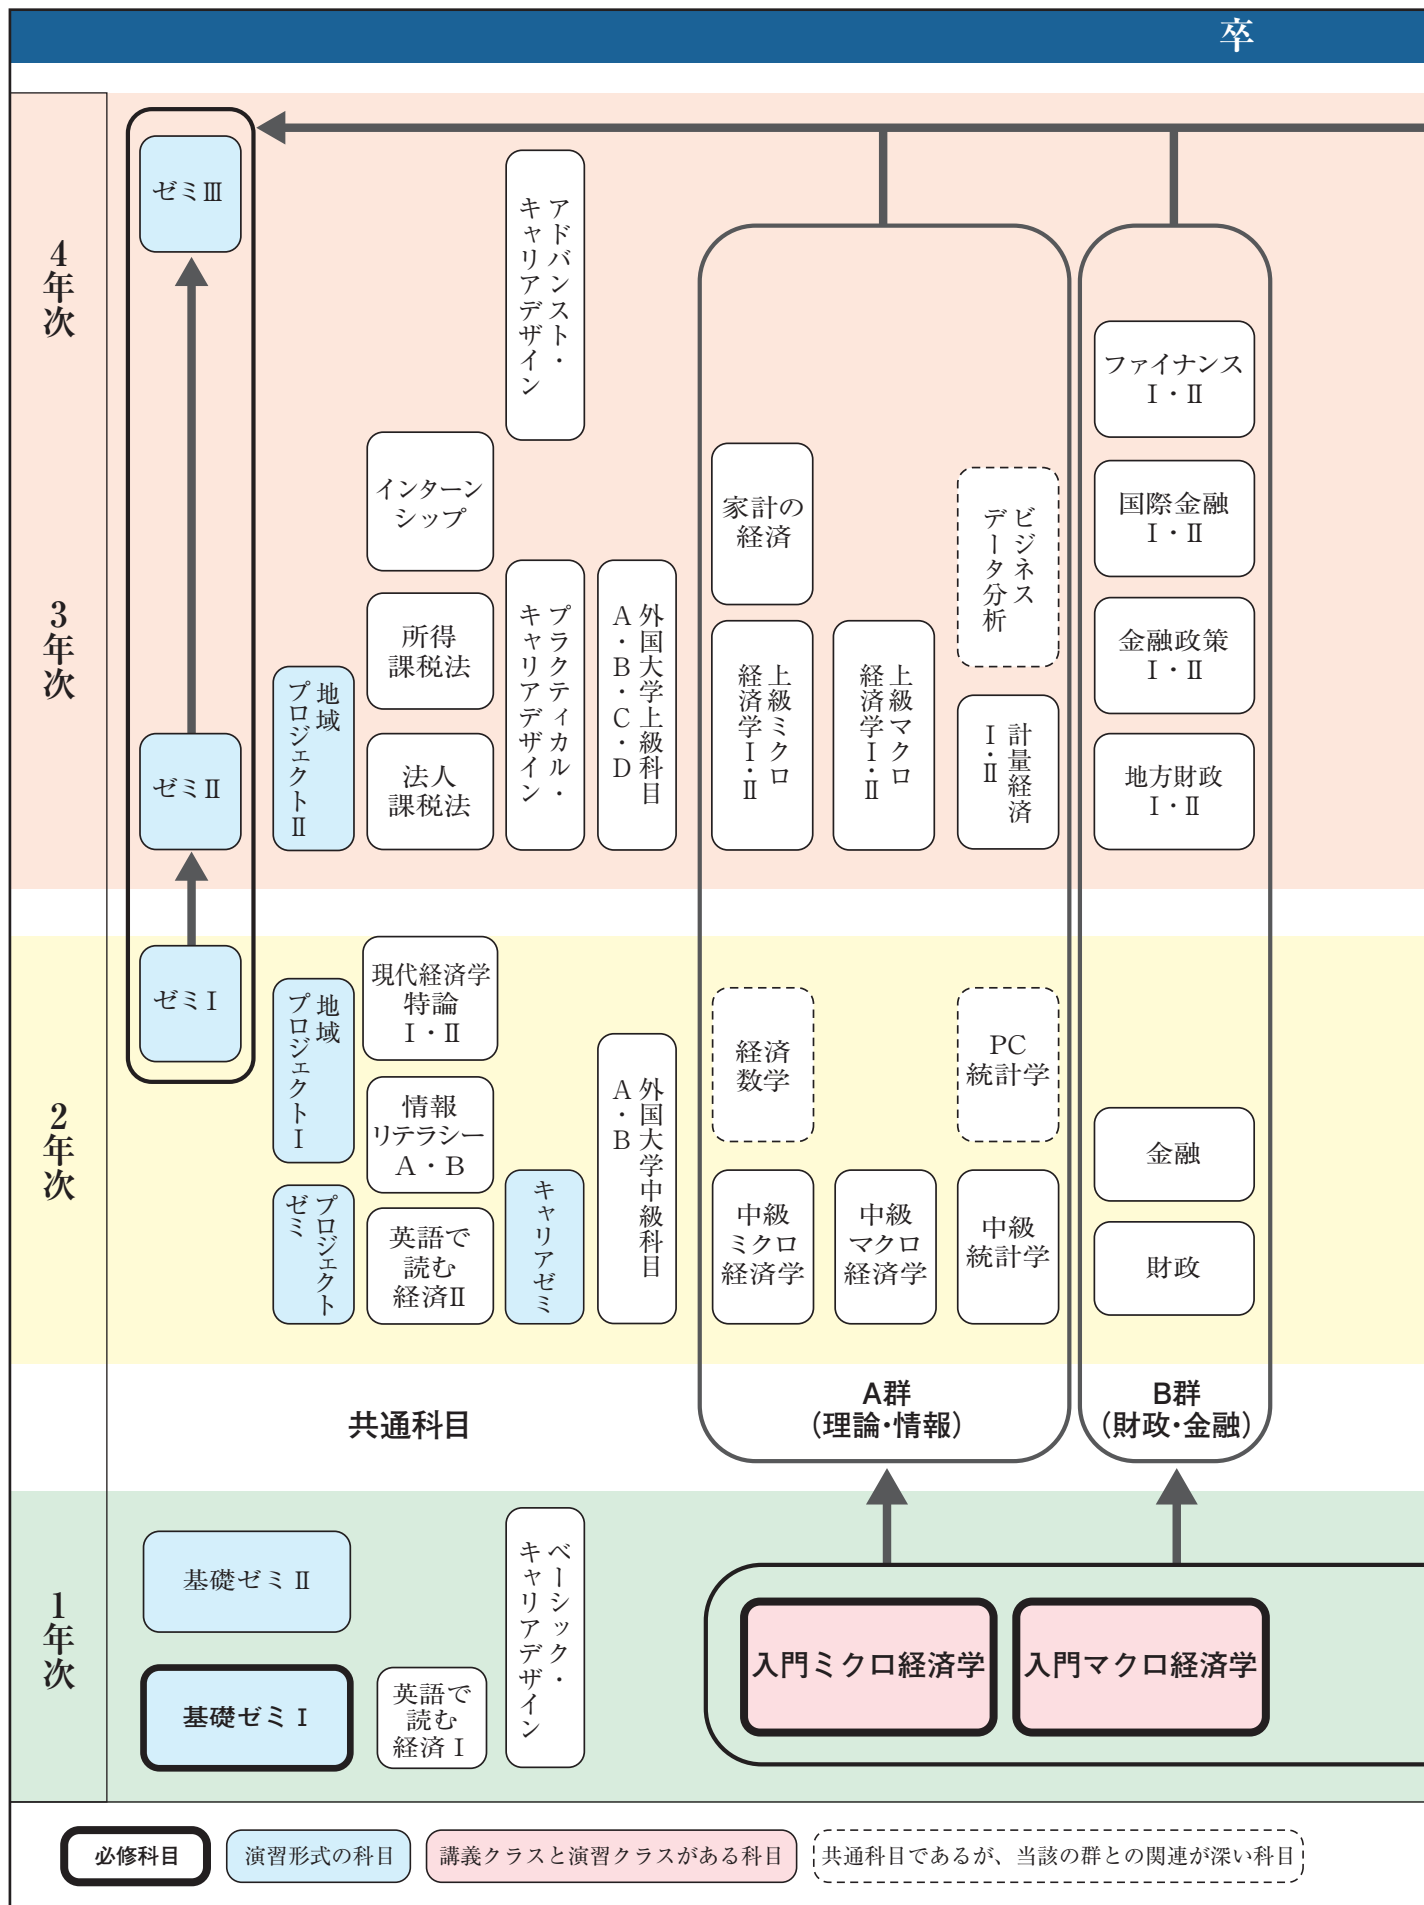 卒
4年次
ゼミⅢ
アドバンスト・
キャリアデザイン
ファイナンス
Ⅰ・Ⅱ
インターン
シップ
家計の
経済
ビジネス
データ分析
国際金融
Ⅰ・Ⅱ
3年次
ゼミⅡ
地域
プロジェクトⅡ
所得
課税法
法人
課税法
プラクティカル・
キャリアデザイン
外国大学上級科目
A・B・C・D
上級ミクロ
経済学Ⅰ・Ⅱ
上級マクロ
経済学Ⅰ・Ⅱ
計量経済
Ⅰ・Ⅱ
金融政策
Ⅰ・Ⅱ
地方財政
Ⅰ・Ⅱ
2年次
ゼミⅠ
地域
プロジェクトⅠ
プロジェクト
ゼミ
現代経済学
特論
Ⅰ・Ⅱ
情報
リテラシー
A・B
英語で
読む
経済Ⅱ
キャリアゼミ
外国大学中級科目
A・B
経済
数学
PC
統計学
中級
ミクロ
経済学
中級
マクロ
経済学
中級
統計学
金融
財政
共通科目
A群
(理論・情報)
B群
(財政・金融)
1年次
基礎ゼミⅡ
基礎ゼミⅠ
英語で
読む
経済Ⅰ
ベーシック・
キャリアデザイン
入門ミクロ経済学
入門マクロ経済学
必修科目
演習形式の科目
講義クラスと演習クラスがある科目
共通科目であるが、当該の群との関連が深い科目